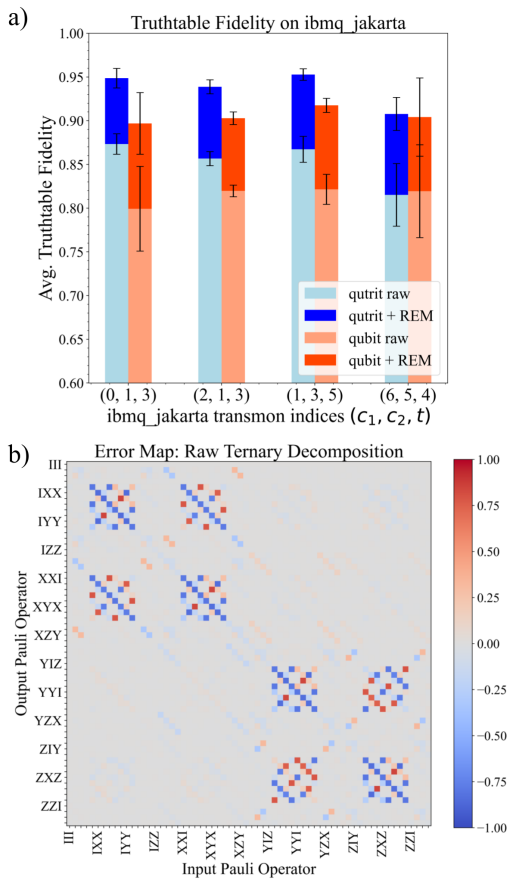 a)
Truthtable Fidelity on ibmq_jakarta
1.00
0.95
0.90
0.85
0.80
0.75
0.70
0.65
0.60
Avg. Truthtable Fidelity
qutrit raw
qutrit + REM
qubit raw
qubit + REM
(0, 1, 3) (2, 1, 3) (1, 3, 5) (6, 5, 4)
ibmq_jakarta transmon indices (c₁, c₂, t)
b)
Error Map: Raw Ternary Decomposition
III
IXX
IYY
IZZ
XXI
XYX
XZY
YIZ
YYI
YZX
ZIY
ZXZ
ZZI
Output Pauli Operator
III IXX IYY IZZ XXI XYX XZY YIZ YYI YZX ZIY ZXZ ZZI
Input Pauli Operator
1.00
0.75
0.50
0.25
0.00
−0.25
−0.50
−0.75
−1.00